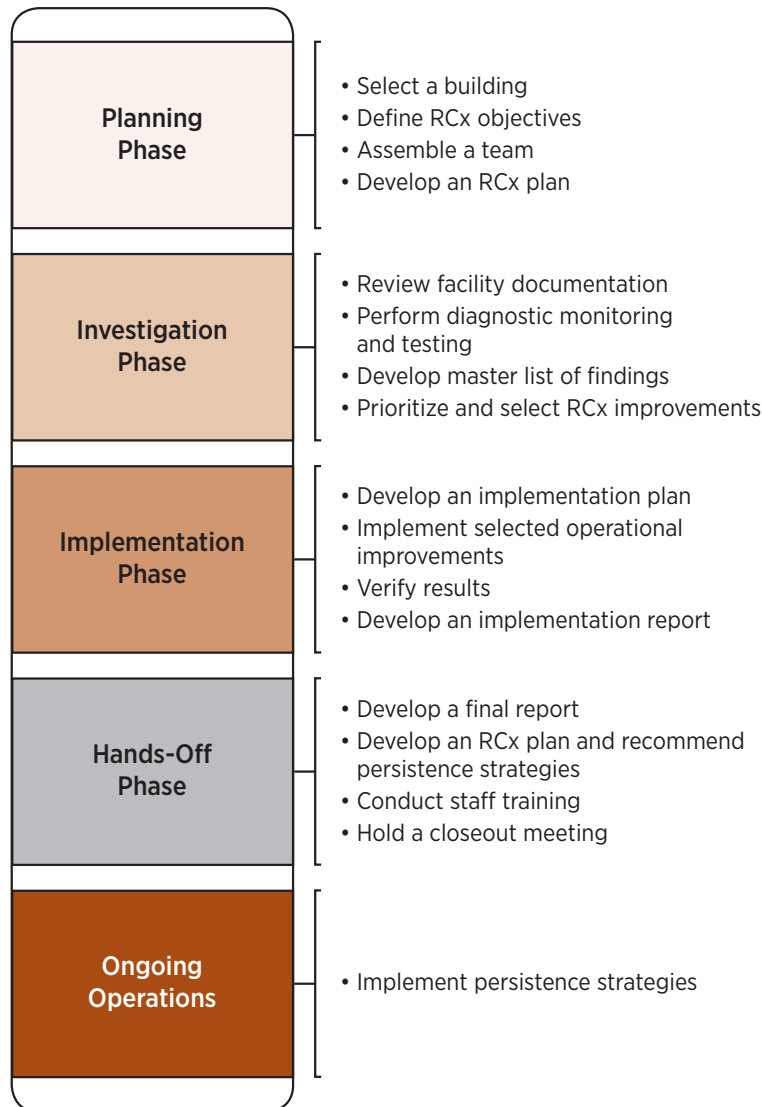 Planning
Phase
• Select a building
• Define RCx objectives
• Assemble a team
• Develop an RCx plan
Investigation
Phase
• Review facility documentation
• Perform diagnostic monitoring
and testing
• Develop master list of findings
• Prioritize and select RCx improvements
Implementation
Phase
• Develop an implementation plan
• Implement selected operational
improvements
• Verify results
• Develop an implementation report
Hands-Off
Phase
• Develop a final report
• Develop an RCx plan and recommend
persistence strategies
• Conduct staff training
• Hold a closeout meeting
Ongoing
Operations
• Implement persistence strategies